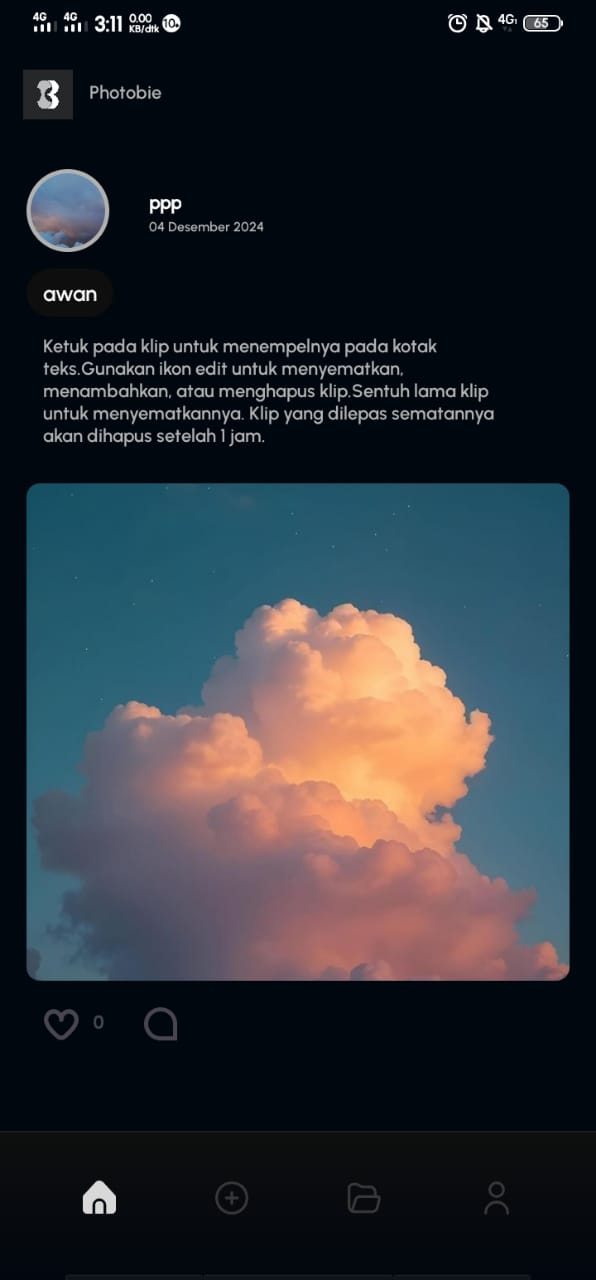 4G 4G 3:11 0.00 KB/dtk 10+ 4G 65
Photobie
ppp
04 Desember 2024
awan
Ketuk pada klip untuk menempelnya pada kotak
teks.Gunakan ikon edit untuk menyematkan,
menambahkan, atau menghapus klip.Sentuh lama klip
untuk menyematkannya. Klip yang dilepas sematannya
akan dihapus setelah 1 jam.
0